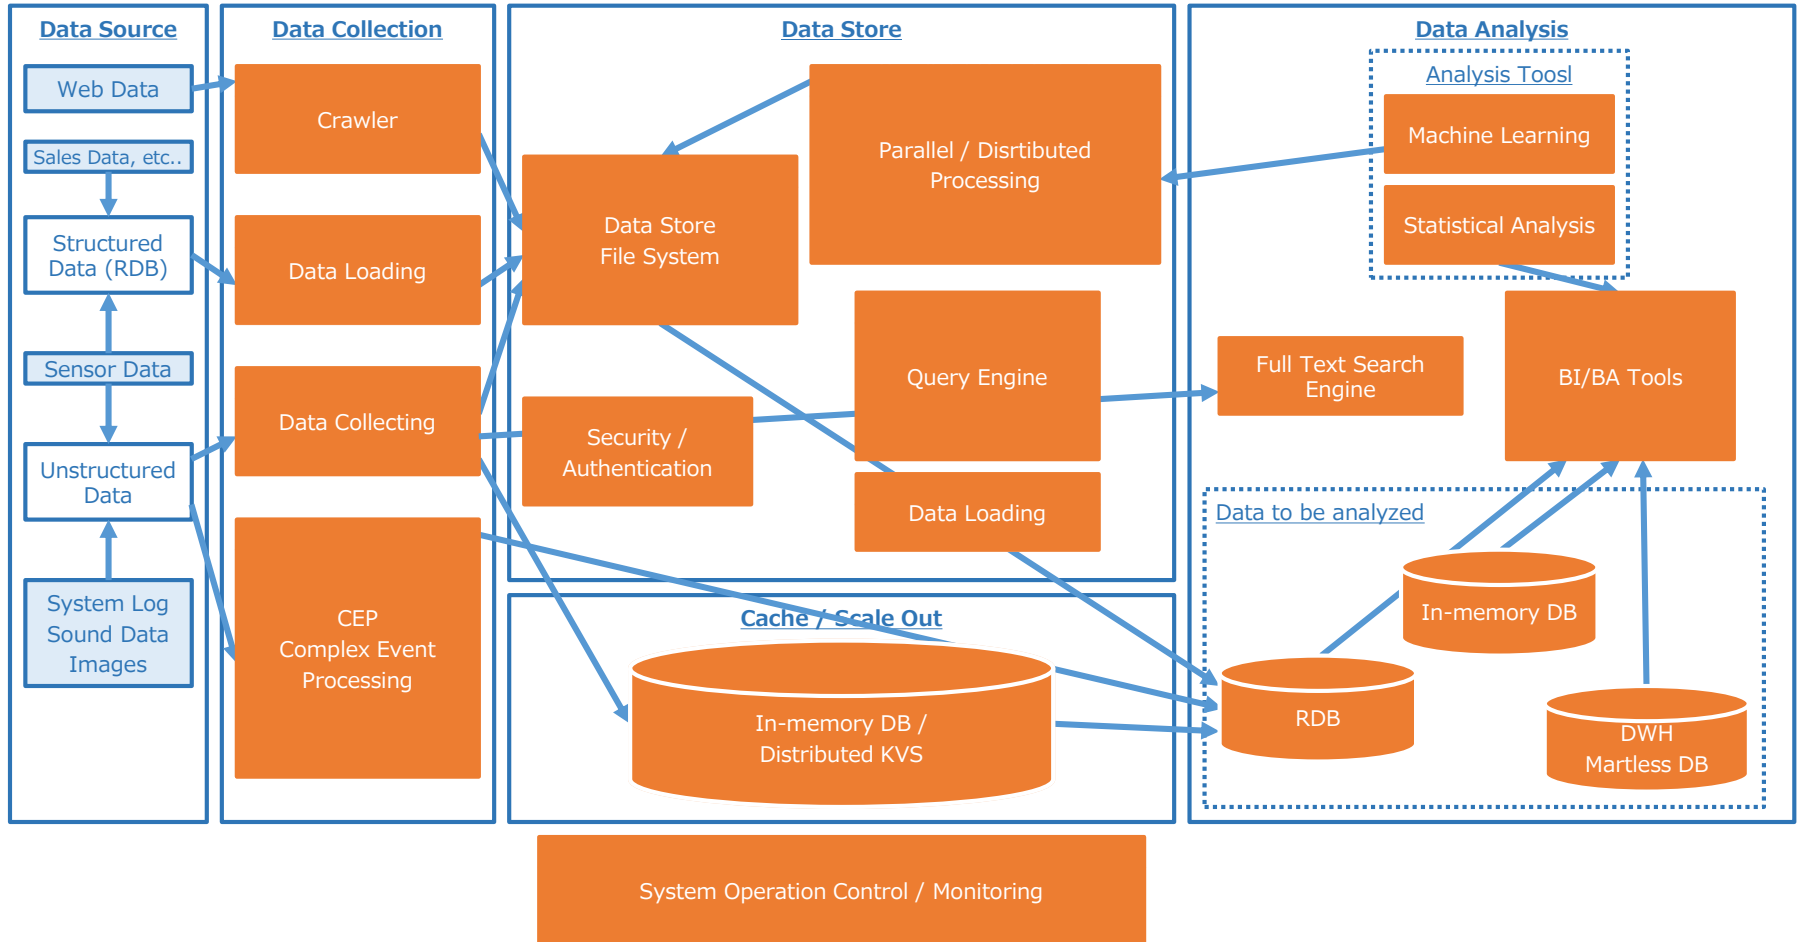 Data Source
Web Data
Sales Data, etc..
Structured
Data (RDB)
Sensor Data
Unstructured
Data
System Log
Sound Data
Images
Data Collection
Crawler
Data Loading
Data Collecting
CEP
Complex Event
Processing
Data Store
Parallel / Disrtibuted
Processing
Data Store
File System
Query Engine
Security /
Authentication
Data Loading
Cache / Scale Out
In-memory DB /
Distributed KVS
Data Analysis
Analysis Toosl
Machine Learning
Statistical Analysis
Full Text Search
Engine
BI/BA Tools
Data to be analyzed
In-memory DB
RDB
DWH
Martless DB
System Operation Control / Monitoring